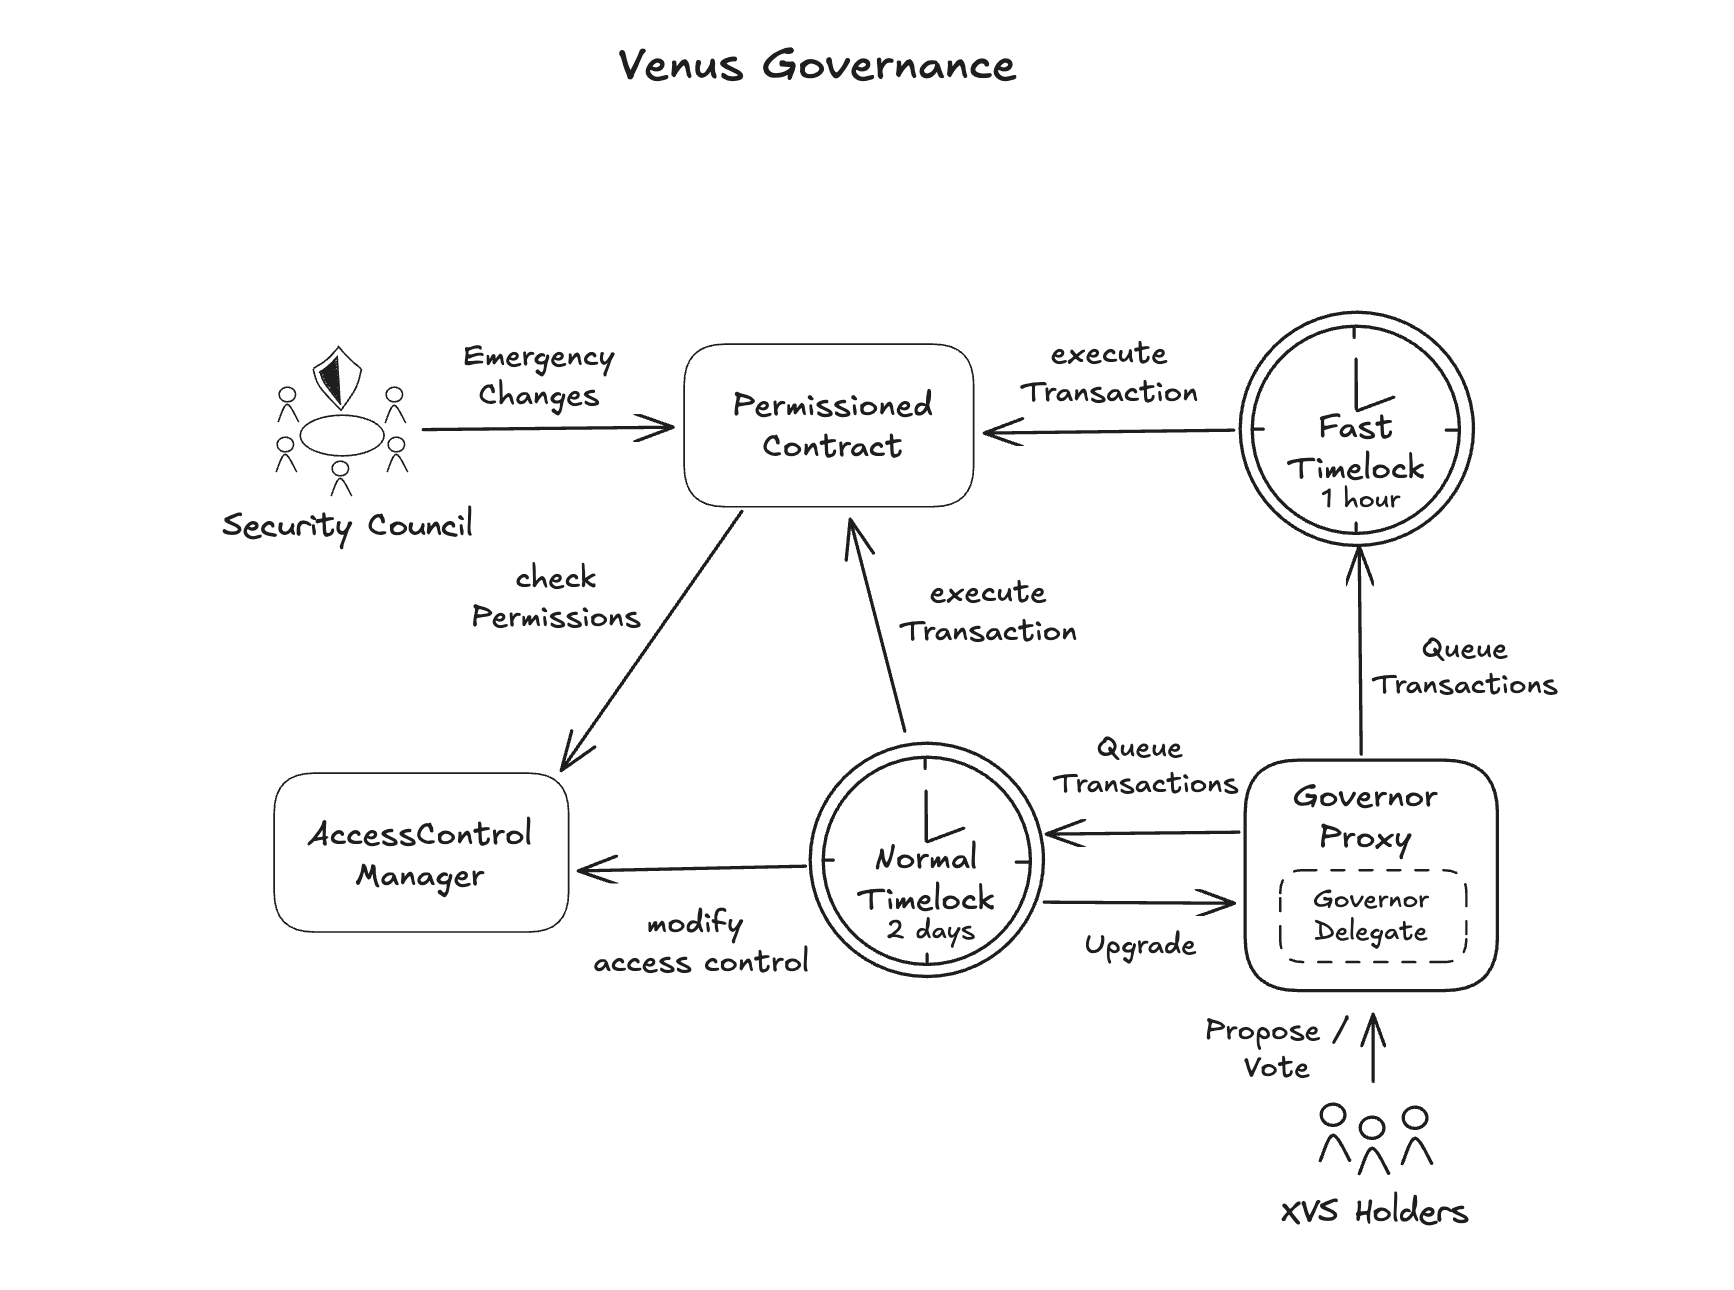 Venus Governance
Emergency
Changes
Security Council
Permissioned
Contract
execute
Transaction
Fast
Timelock
1 hour
check
Permissions
execute
Transaction
Queue
Transactions
AccessControl
Manager
modify
access control
Normal
Timelock
2 days
Queue
Transactions
Upgrade
Governor
Proxy
Governor
Delegate
Propose /
Vote
XVS Holders